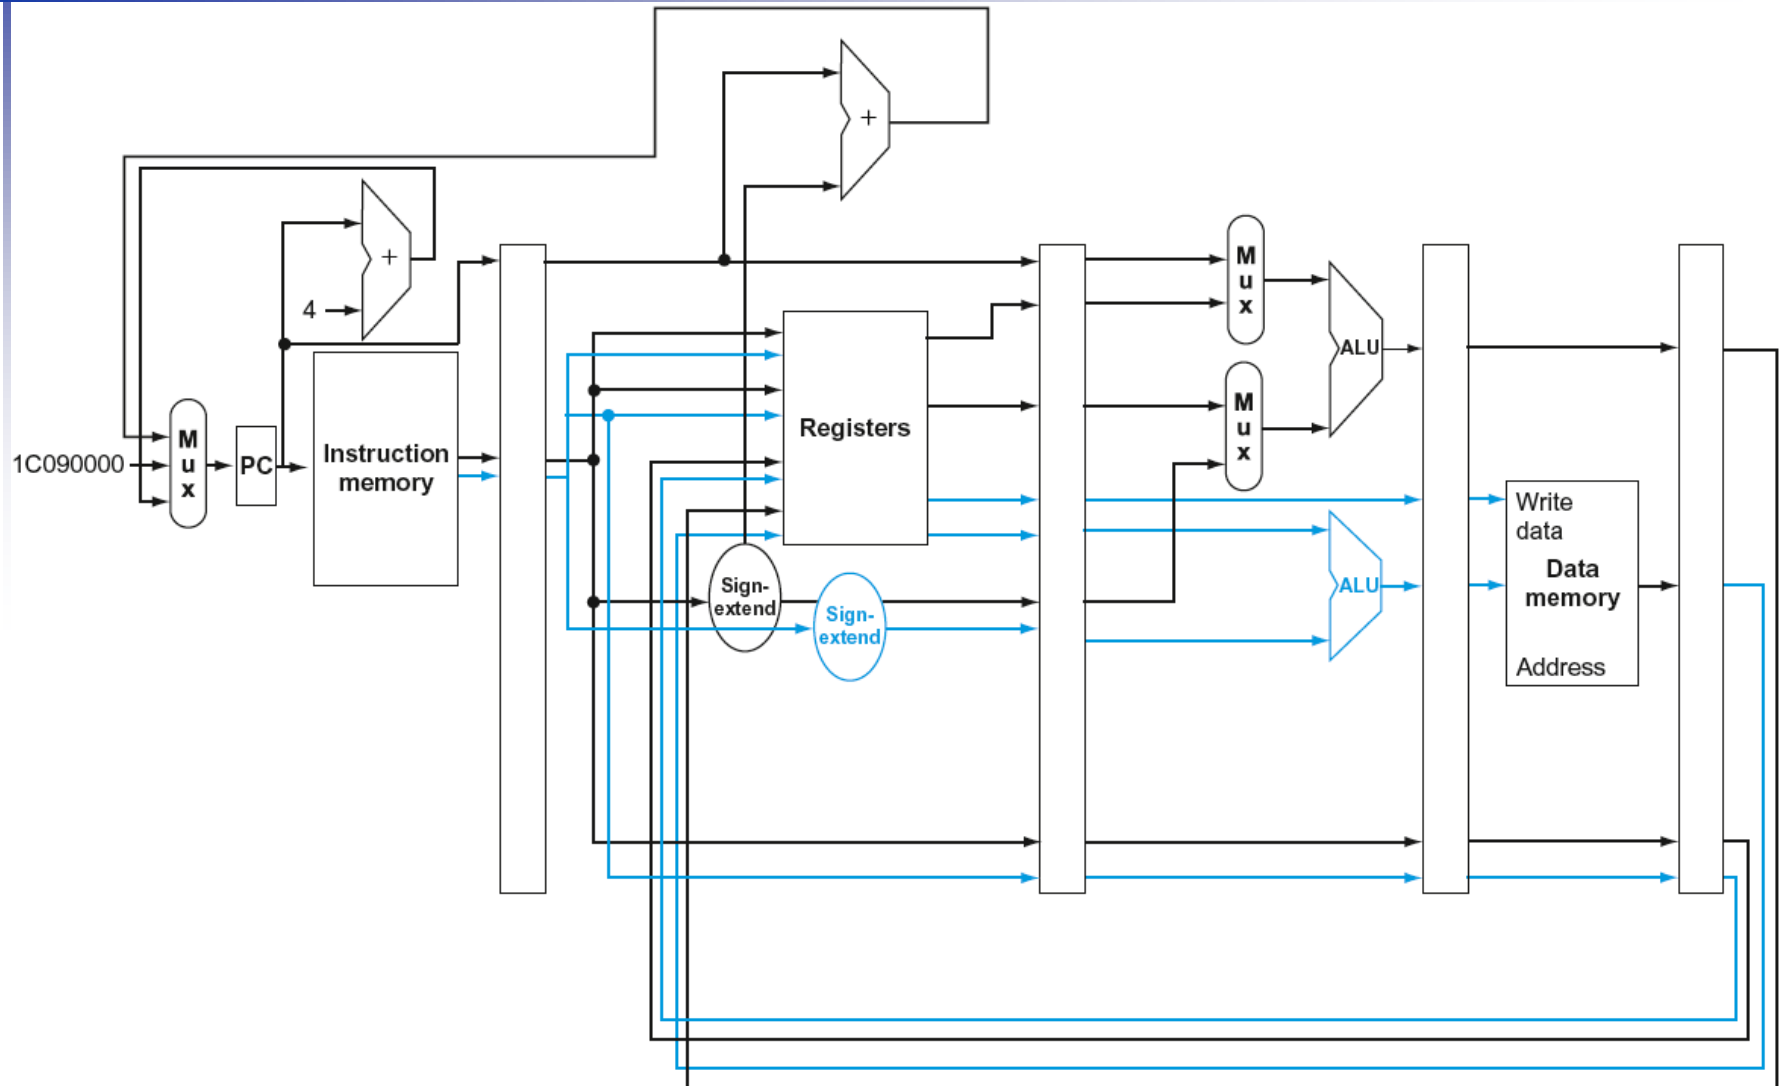 +
+
4
M
u
x
ALU
M
u
x
1C090000
M
u
x
PC
Instruction
memory
Registers
Write
data
Data
memory
Address
Sign-
extend
Sign-
extend
ALU